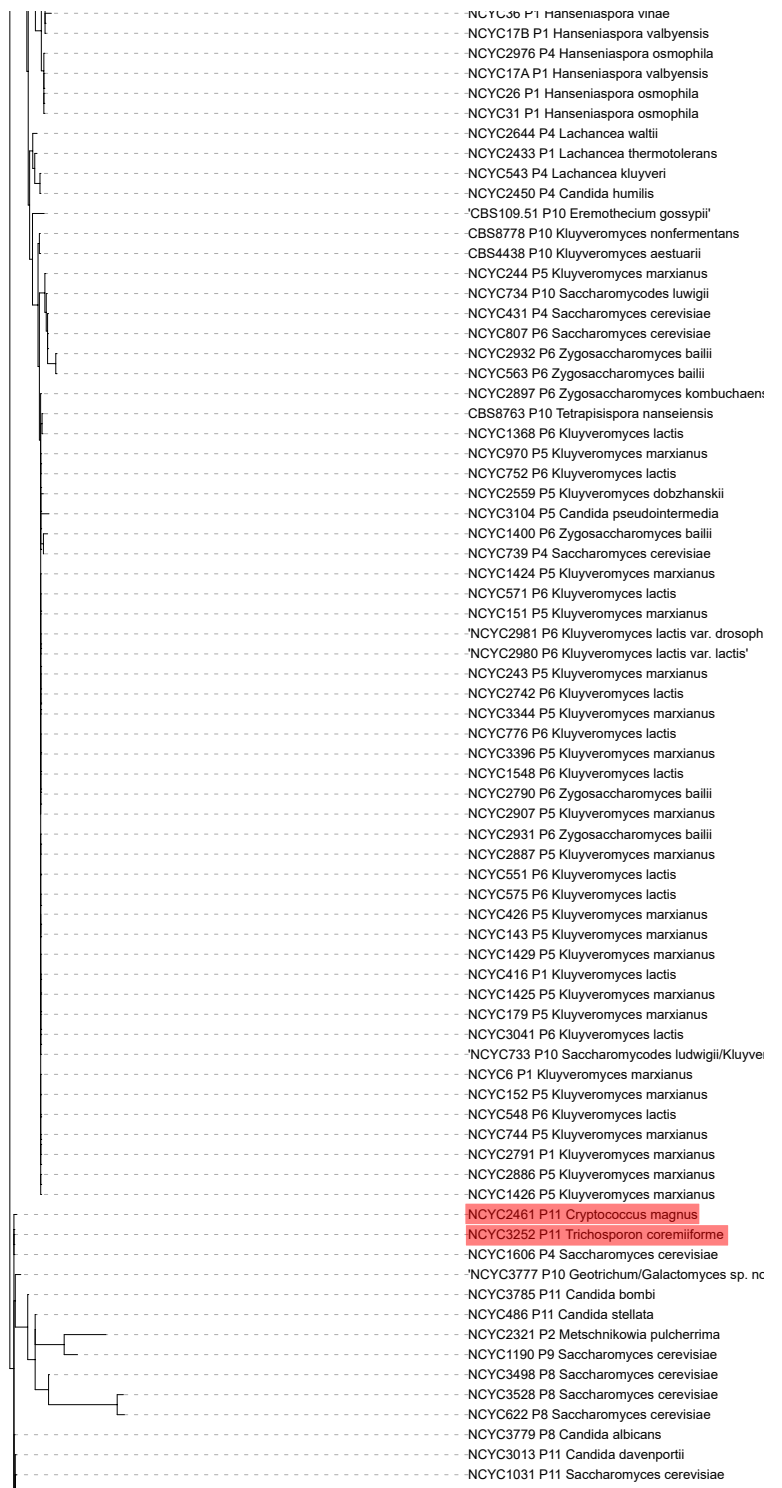 NCYC36 P1 Hanseniaspora vinae
NCYC17B P1 Hanseniaspora valbyensis
NCYC2976 P4 Hanseniaspora osmophila
NCYC17A P1 Hanseniaspora valbyensis
NCYC26 P1 Hanseniaspora osmophila
NCYC31 P1 Hanseniaspora osmophila
NCYC2644 P4 Lachancea waltii
NCYC2433 P1 Lachancea thermotolerans
NCYC543 P4 Lachancea kluyveri
NCYC2450 P4 Candida humilis
'CBS109.51 P10 Eremothecium gossypii'
CBS8778 P10 Kluyveromyces nonfermentans
CBS4438 P10 Kluyveromyces aestuarii
NCYC244 P5 Kluyveromyces marxianus
NCYC734 P10 Saccharomycodes luwigii
NCYC431 P4 Saccharomyces cerevisiae
NCYC807 P6 Saccharomyces cerevisiae
NCYC2932 P6 Zygosaccharomyces bailii
NCYC563 P6 Zygosaccharomyces bailii
NCYC2897 P6 Zygosaccharomyces kombuchaens
CBS8763 P10 Tetrapisispora nanseiensis
NCYC1368 P6 Kluyveromyces lactis
NCYC970 P5 Kluyveromyces marxianus
NCYC752 P6 Kluyveromyces lactis
NCYC2559 P5 Kluyveromyces dobzhanskii
NCYC3104 P5 Candida pseudointermedia
NCYC1400 P6 Zygosaccharomyces bailii
NCYC739 P4 Saccharomyces cerevisiae
NCYC1424 P5 Kluyveromyces marxianus
NCYC571 P6 Kluyveromyces lactis
NCYC151 P5 Kluyveromyces marxianus
'NCYC2981 P6 Kluyveromyces lactis var. drosoph
'NCYC2980 P6 Kluyveromyces lactis var. lactis'
NCYC243 P5 Kluyveromyces marxianus
NCYC2742 P6 Kluyveromyces lactis
NCYC3344 P5 Kluyveromyces marxianus
NCYC776 P6 Kluyveromyces lactis
NCYC3396 P5 Kluyveromyces marxianus
NCYC1548 P6 Kluyveromyces lactis
NCYC2790 P6 Zygosaccharomyces bailii
NCYC2907 P5 Kluyveromyces marxianus
NCYC2931 P6 Zygosaccharomyces bailii
NCYC2887 P5 Kluyveromyces marxianus
NCYC551 P6 Kluyveromyces lactis
NCYC575 P6 Kluyveromyces lactis
NCYC426 P5 Kluyveromyces marxianus
NCYC143 P5 Kluyveromyces marxianus
NCYC1429 P5 Kluyveromyces marxianus
NCYC416 P1 Kluyveromyces lactis
NCYC1425 P5 Kluyveromyces marxianus
NCYC179 P5 Kluyveromyces marxianus
NCYC3041 P6 Kluyveromyces lactis
'NCYC733 P10 Saccharomycodes ludwigii/Kluyver
NCYC6 P1 Kluyveromyces marxianus
NCYC152 P5 Kluyveromyces marxianus
NCYC548 P6 Kluyveromyces lactis
NCYC744 P5 Kluyveromyces marxianus
NCYC2791 P1 Kluyveromyces marxianus
NCYC2886 P5 Kluyveromyces marxianus
NCYC1426 P5 Kluyveromyces marxianus
NCYC2461 P11 Cryptococcus magnus
NCYC3252 P11 Trichosporon coremiiforme
NCYC1606 P4 Saccharomyces cerevisiae
'NCYC3777 P10 Geotrichum/Galactomyces sp. no
NCYC3785 P11 Candida bombi
NCYC486 P11 Candida stellata
NCYC2321 P2 Metschnikowia pulcherrima
NCYC1190 P9 Saccharomyces cerevisiae
NCYC3498 P8 Saccharomyces cerevisiae
NCYC3528 P8 Saccharomyces cerevisiae
NCYC622 P8 Saccharomyces cerevisiae
NCYC3779 P8 Candida albicans
NCYC3013 P11 Candida davenportii
NCYC1031 P11 Saccharomyces cerevisiae